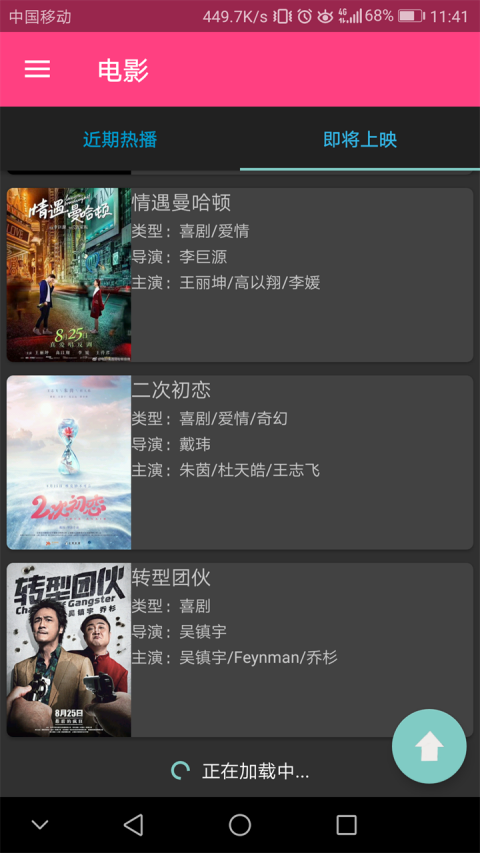 中国移动 449.7K/s 4G 68% 11:41
电影
近期热播 即将上映
情遇曼哈顿
类型：喜剧/爱情
导演：李巨源
主演：王丽坤/高以翔/李媛
情遇曼哈顿
8月25日
二次初恋
类型：喜剧/爱情/奇幻
导演：戴玮
主演：朱茵/杜天皓/王志飞
2次初恋
转型团伙
类型：喜剧
导演：吴镇宇
主演：吴镇宇/Feynman/乔杉
转型团伙
吴镇宇 乔杉
8月25日
正在加载中...